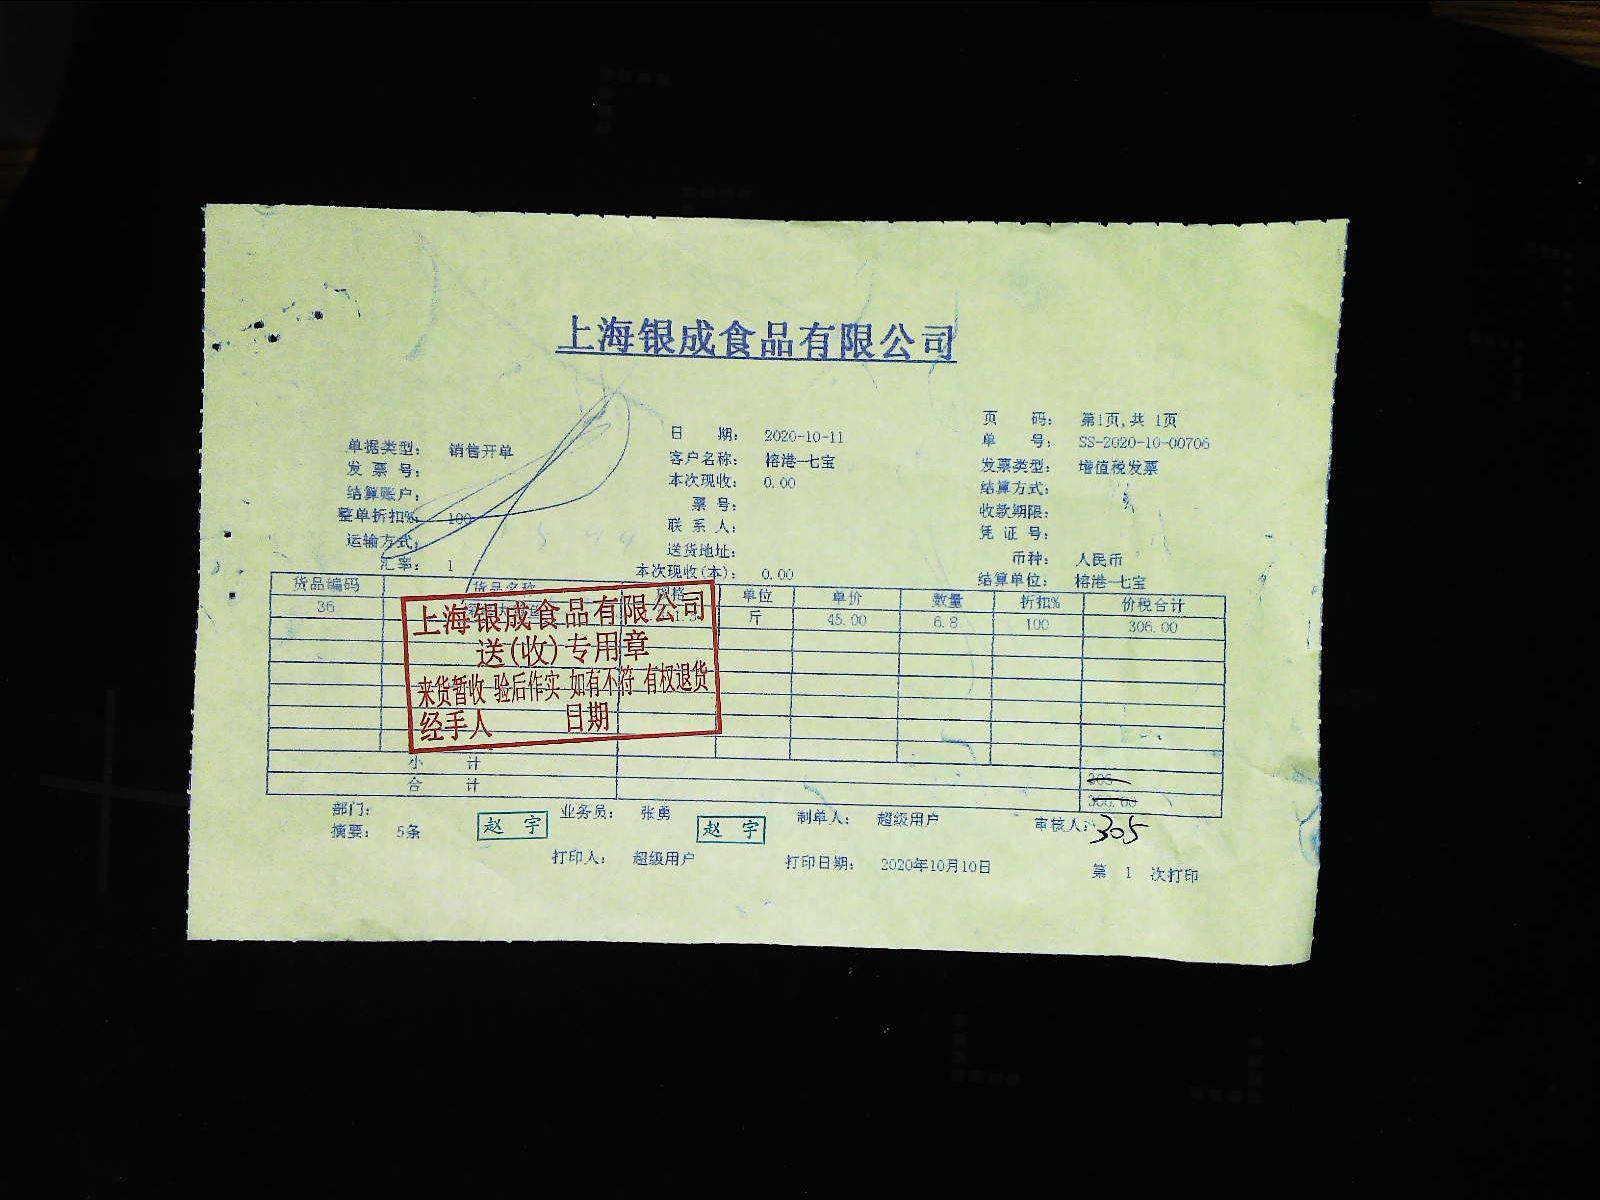 上海银成食品有限公司
页 码： 第1页,共 1页
单据类型： 销售开单 日 期： 2020-10-11 单 号： SS-2020-10-00706
发 票 号： 客户名称： 榕港一七宝 发票类型： 增值税发票
结算账户： 本次现收： 0.00 结算方式：
整单折扣%： 100 票 号： 收款期限：
运输方式： 联 系 人： 凭 证 号：
汇率： 1 送货地址： 币种： 人民币
本次现收(本)： 0.00 结算单位： 榕港一七宝
货品编码 货品名称 规格 单位 单价 数量 折扣% 价税合计
36 斤 45.00 6.8 100 306.00
上海银成食品有限公司
送(收)专用章
来货暂收 验后作实 如有不符 有权退货
经手人 日期
小 计
合 计
部门： 业务员： 张勇 制单人： 超级用户 审核人： 305
摘要： 5条 赵 宇 赵 宇
打印人： 超级用户 打印日期： 2020年10月10日 第 1 次打印